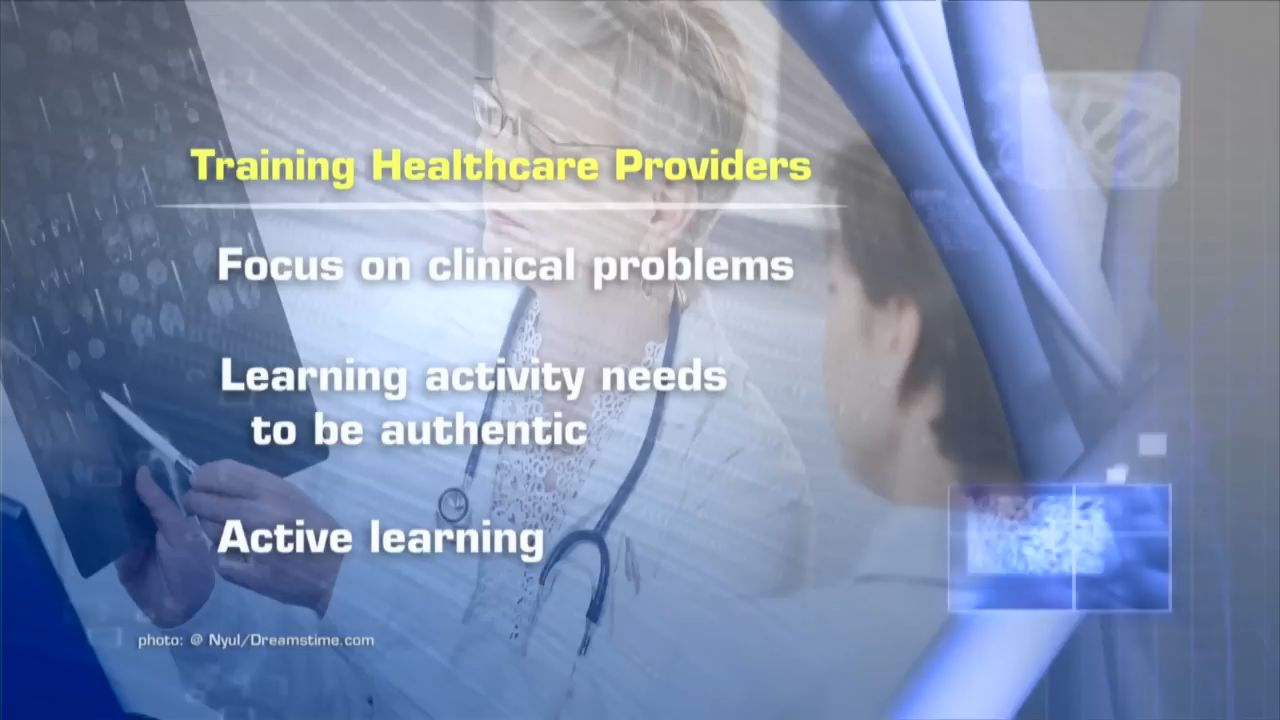 Training Healthcare Providers
Focus on clinical problems
Learning activity needs
to be authentic
Active learning
photo: @ Nyul/Dreamstime.com